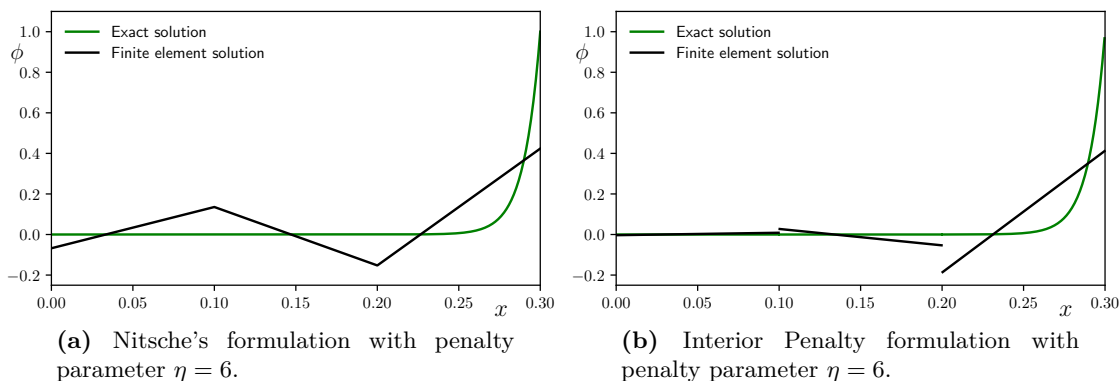 1.0
0.8
0.6
0.4
0.2
0.0
−0.2
ϕ
Exact solution
Finite element solution
0.00 0.05 0.10 0.15 0.20 0.25 0.30
x
(a) Nitsche's formulation with penalty
parameter η = 6.
1.0
0.8
0.6
0.4
0.2
0.0
−0.2
ϕ
Exact solution
Finite element solution
0.00 0.05 0.10 0.15 0.20 0.25 0.30
x
(b) Interior Penalty formulation with
penalty parameter η = 6.